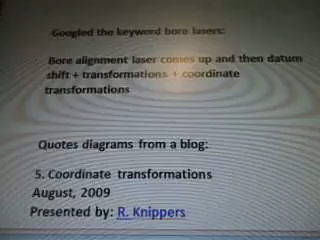 Googled the keyword bore lasers:
Bore alignment laser comes up and then datum
shift + transformations + coordinate
transformations
Quotes diagrams from a blog:
5. Coordinate transformations
August, 2009
Presented by: R. Knippers